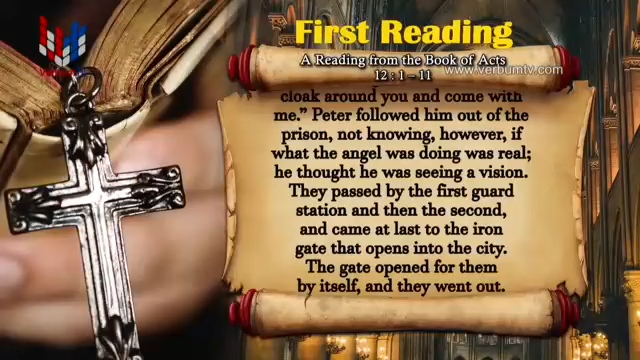 First Reading
A Reading from the Book of Acts
12 : 1 – 11
www.verbumtv.com
cloak around you and come with
me.” Peter followed him out of the
prison, not knowing, however, if
what the angel was doing was real;
he thought he was seeing a vision.
They passed by the first guard
station and then the second,
and came at last to the iron
gate that opens into the city.
The gate opened for them
by itself, and they went out.